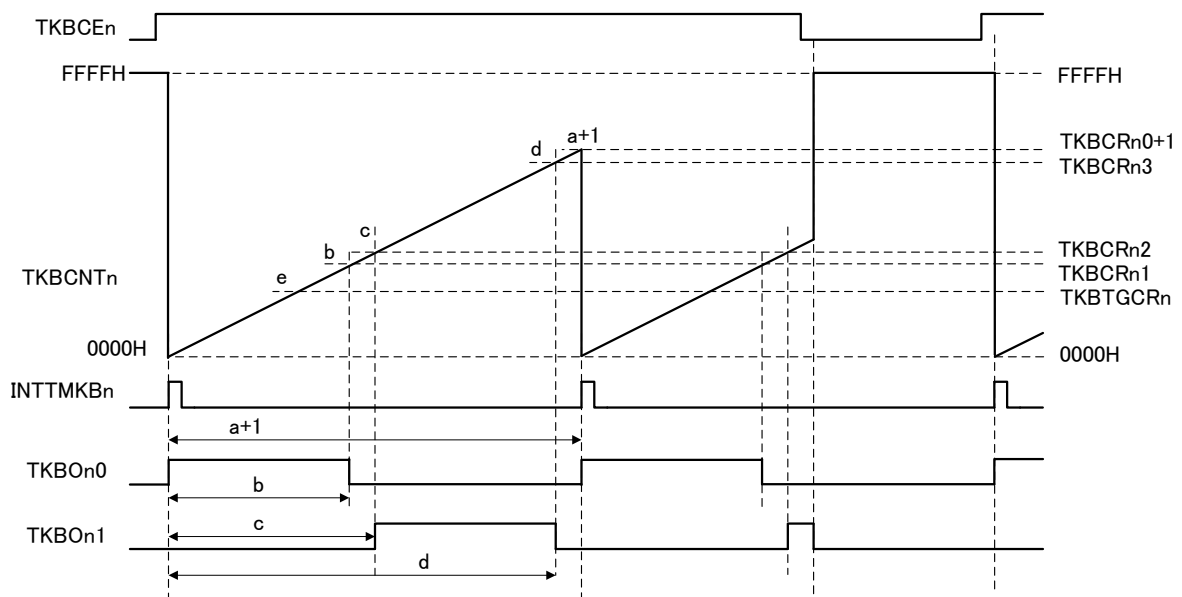 TKBCEn
FFFFH
FFFFH
a+1
TKBCRn0+1
d
TKBCRn3
c
b
TKBCRn2
TKBCRn1
TKBCNTn
e
TKBTGCRn
0000H
0000H
INTTMKBn
a+1
TKBOn0
b
TKBOn1
c
d